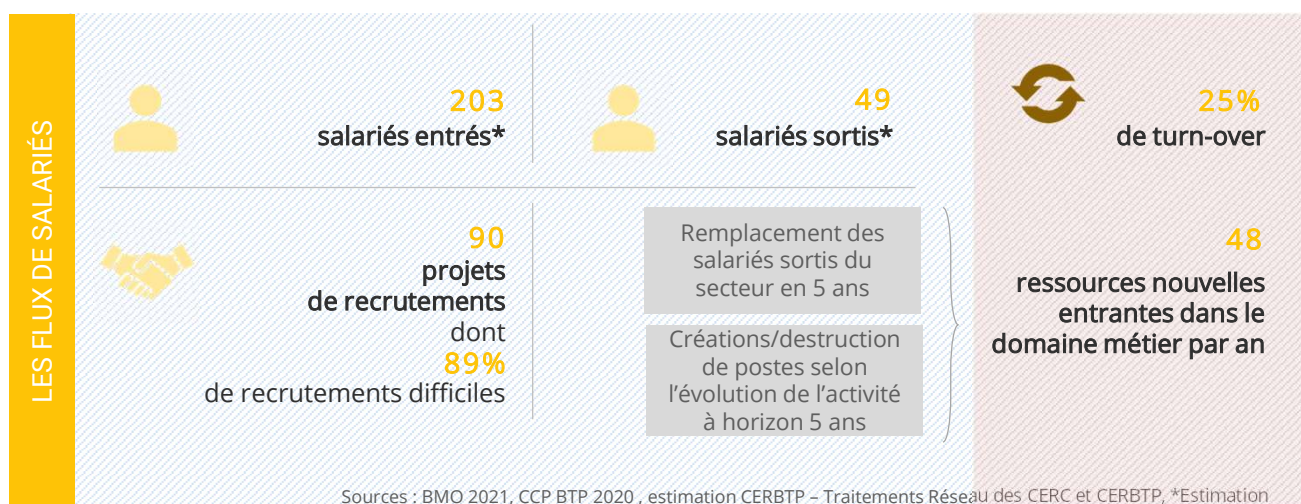 LES FLUX DE SALARIÉS
203
salariés entrés*
49
salariés sortis*
25%
de turn-over
90
projets
de recrutements
dont
89%
de recrutements difficiles
Remplacement des
salariés sortis du
secteur en 5 ans
Créations/destruction
de postes selon
l’évolution de l’activité
à horizon 5 ans
48
ressources nouvelles
entrantes dans le
domaine métier par an
Sources : BMO 2021, CCP BTP 2020 , estimation CERBTP – Traitements Réseau des CERC et CERBTP, *Estimation